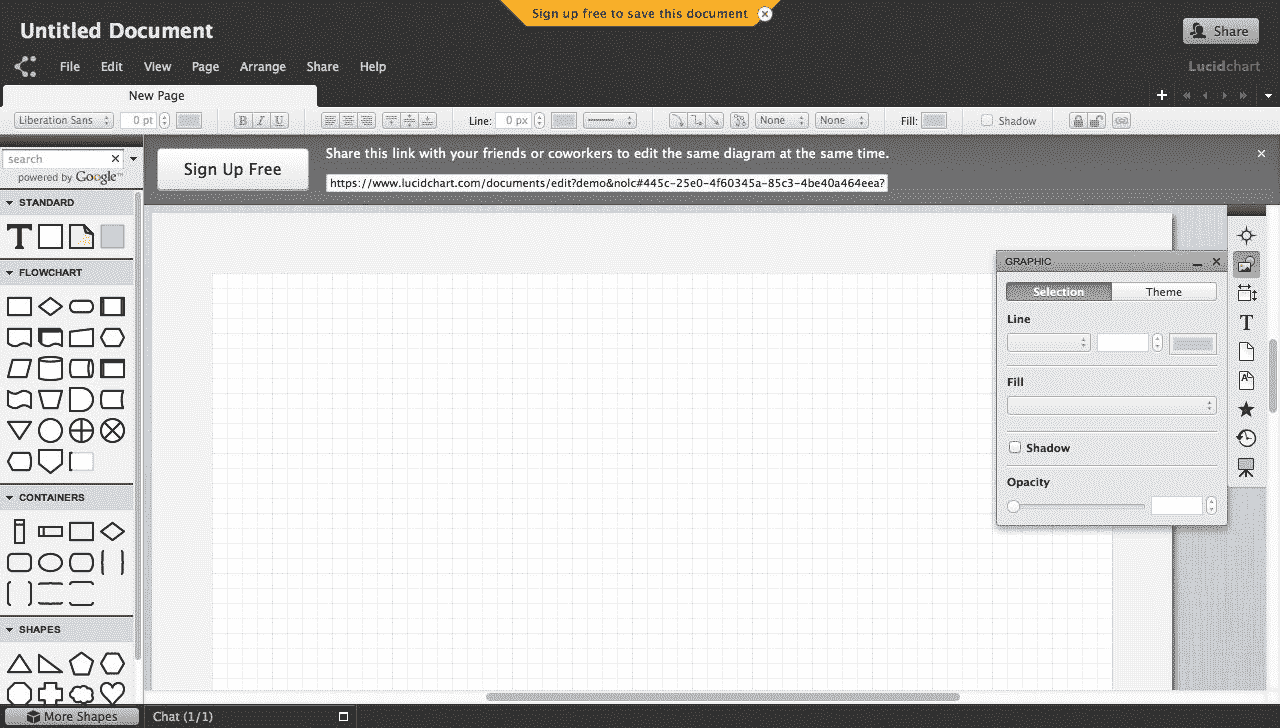 Sign up free to save this document
Untitled Document
Share
File Edit View Page Arrange Share Help
Lucidchart
New Page
Liberation Sans 0 pt B I U Line: 0 px None None Fill: Shadow
search
powered by Google™
Sign Up Free
Share this link with your friends or coworkers to edit the same diagram at the same time.
https://www.lucidchart.com/documents/edit?demo&nolc#445c-25e0-4f60345a-85c3-4be40a464eea?
STANDARD
T
FLOWCHART
CONTAINERS
SHAPES
More Shapes
Chat (1/1)
GRAPHIC
Selection Theme
Line
Fill
Shadow
Opacity
T
A